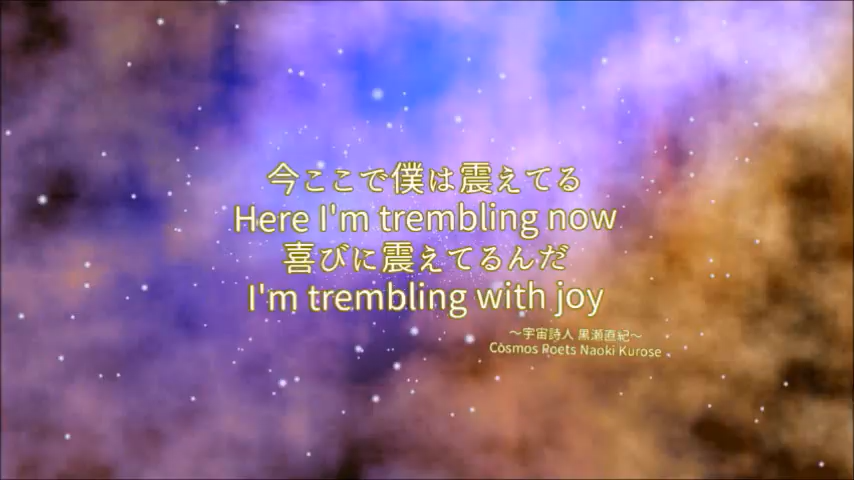 今ここで僕は震えてる
Here I'm trembling now
喜びに震えてるんだ
I'm trembling with joy
～宇宙詩人 黒瀬直紀～
Cosmos Poets Naoki Kurose